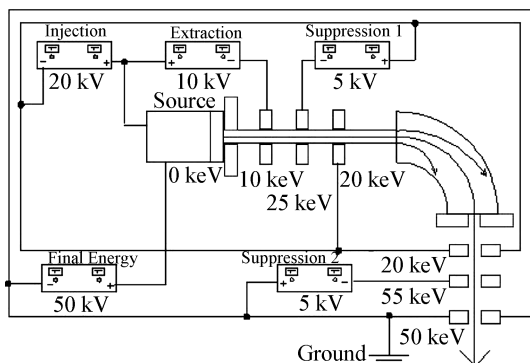 Injection
Extraction
Suppression 1
- +
+ -
- +
20 kV
10 kV
5 kV
Source
0 keV
10 keV
20 keV
25 keV
Final Energy
Suppression 2
20 keV
- +
+ -
50 kV
5 kV
55 keV
50 keV
Ground